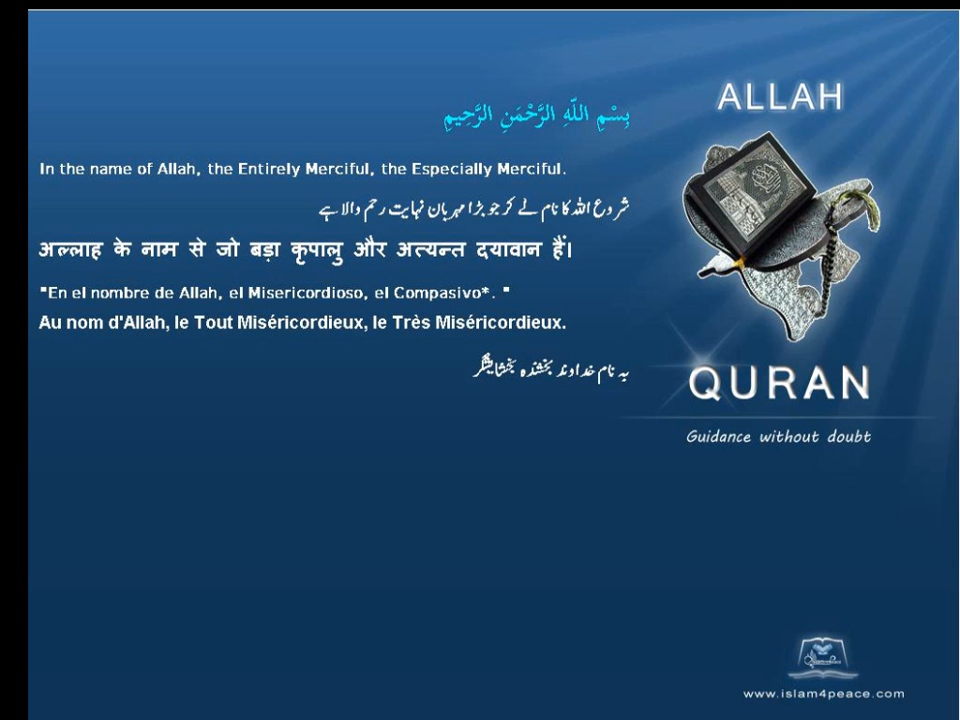 بِسْمِ اللّهِ الرَّحْمَنِ الرَّحِيمِ
In the name of Allah, the Entirely Merciful, the Especially Merciful.
شروع الله کا نام لے کر جو بڑا مہربان نہایت رحم والا ہے
अल्लाह के नाम से जो बड़ा कृपालु और अत्यन्त दयावान हैं।
"En el nombre de Allah, el Misericordioso, el Compasivo*. "
Au nom d'Allah, le Tout Miséricordieux, le Très Miséricordieux.
به نام خداوند بخشنده بخشایشگر
ALLAH
QURAN
Guidance without doubt
www.islam4peace.com